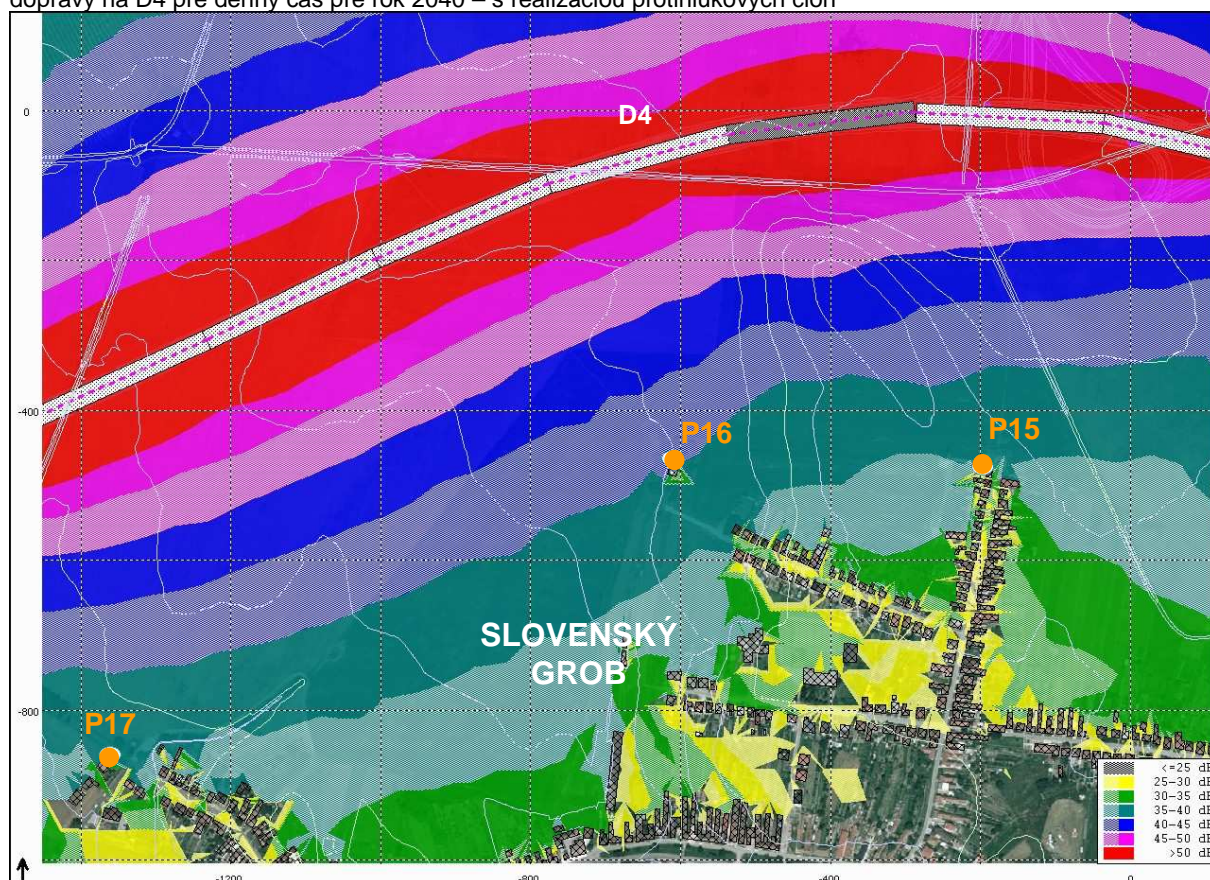 dopravy na D4 pre denný čas pre rok 2040 – s realizáciou protihlukových clôn
0
D4
-400
P16
P15
SLOVENSKÝ
GROB
-800
P17
<=25 dB
25-30 dB
30-35 dB
35-40 dB
40-45 dB
45-50 dB
>50 dB
-1200
-800
-400
0